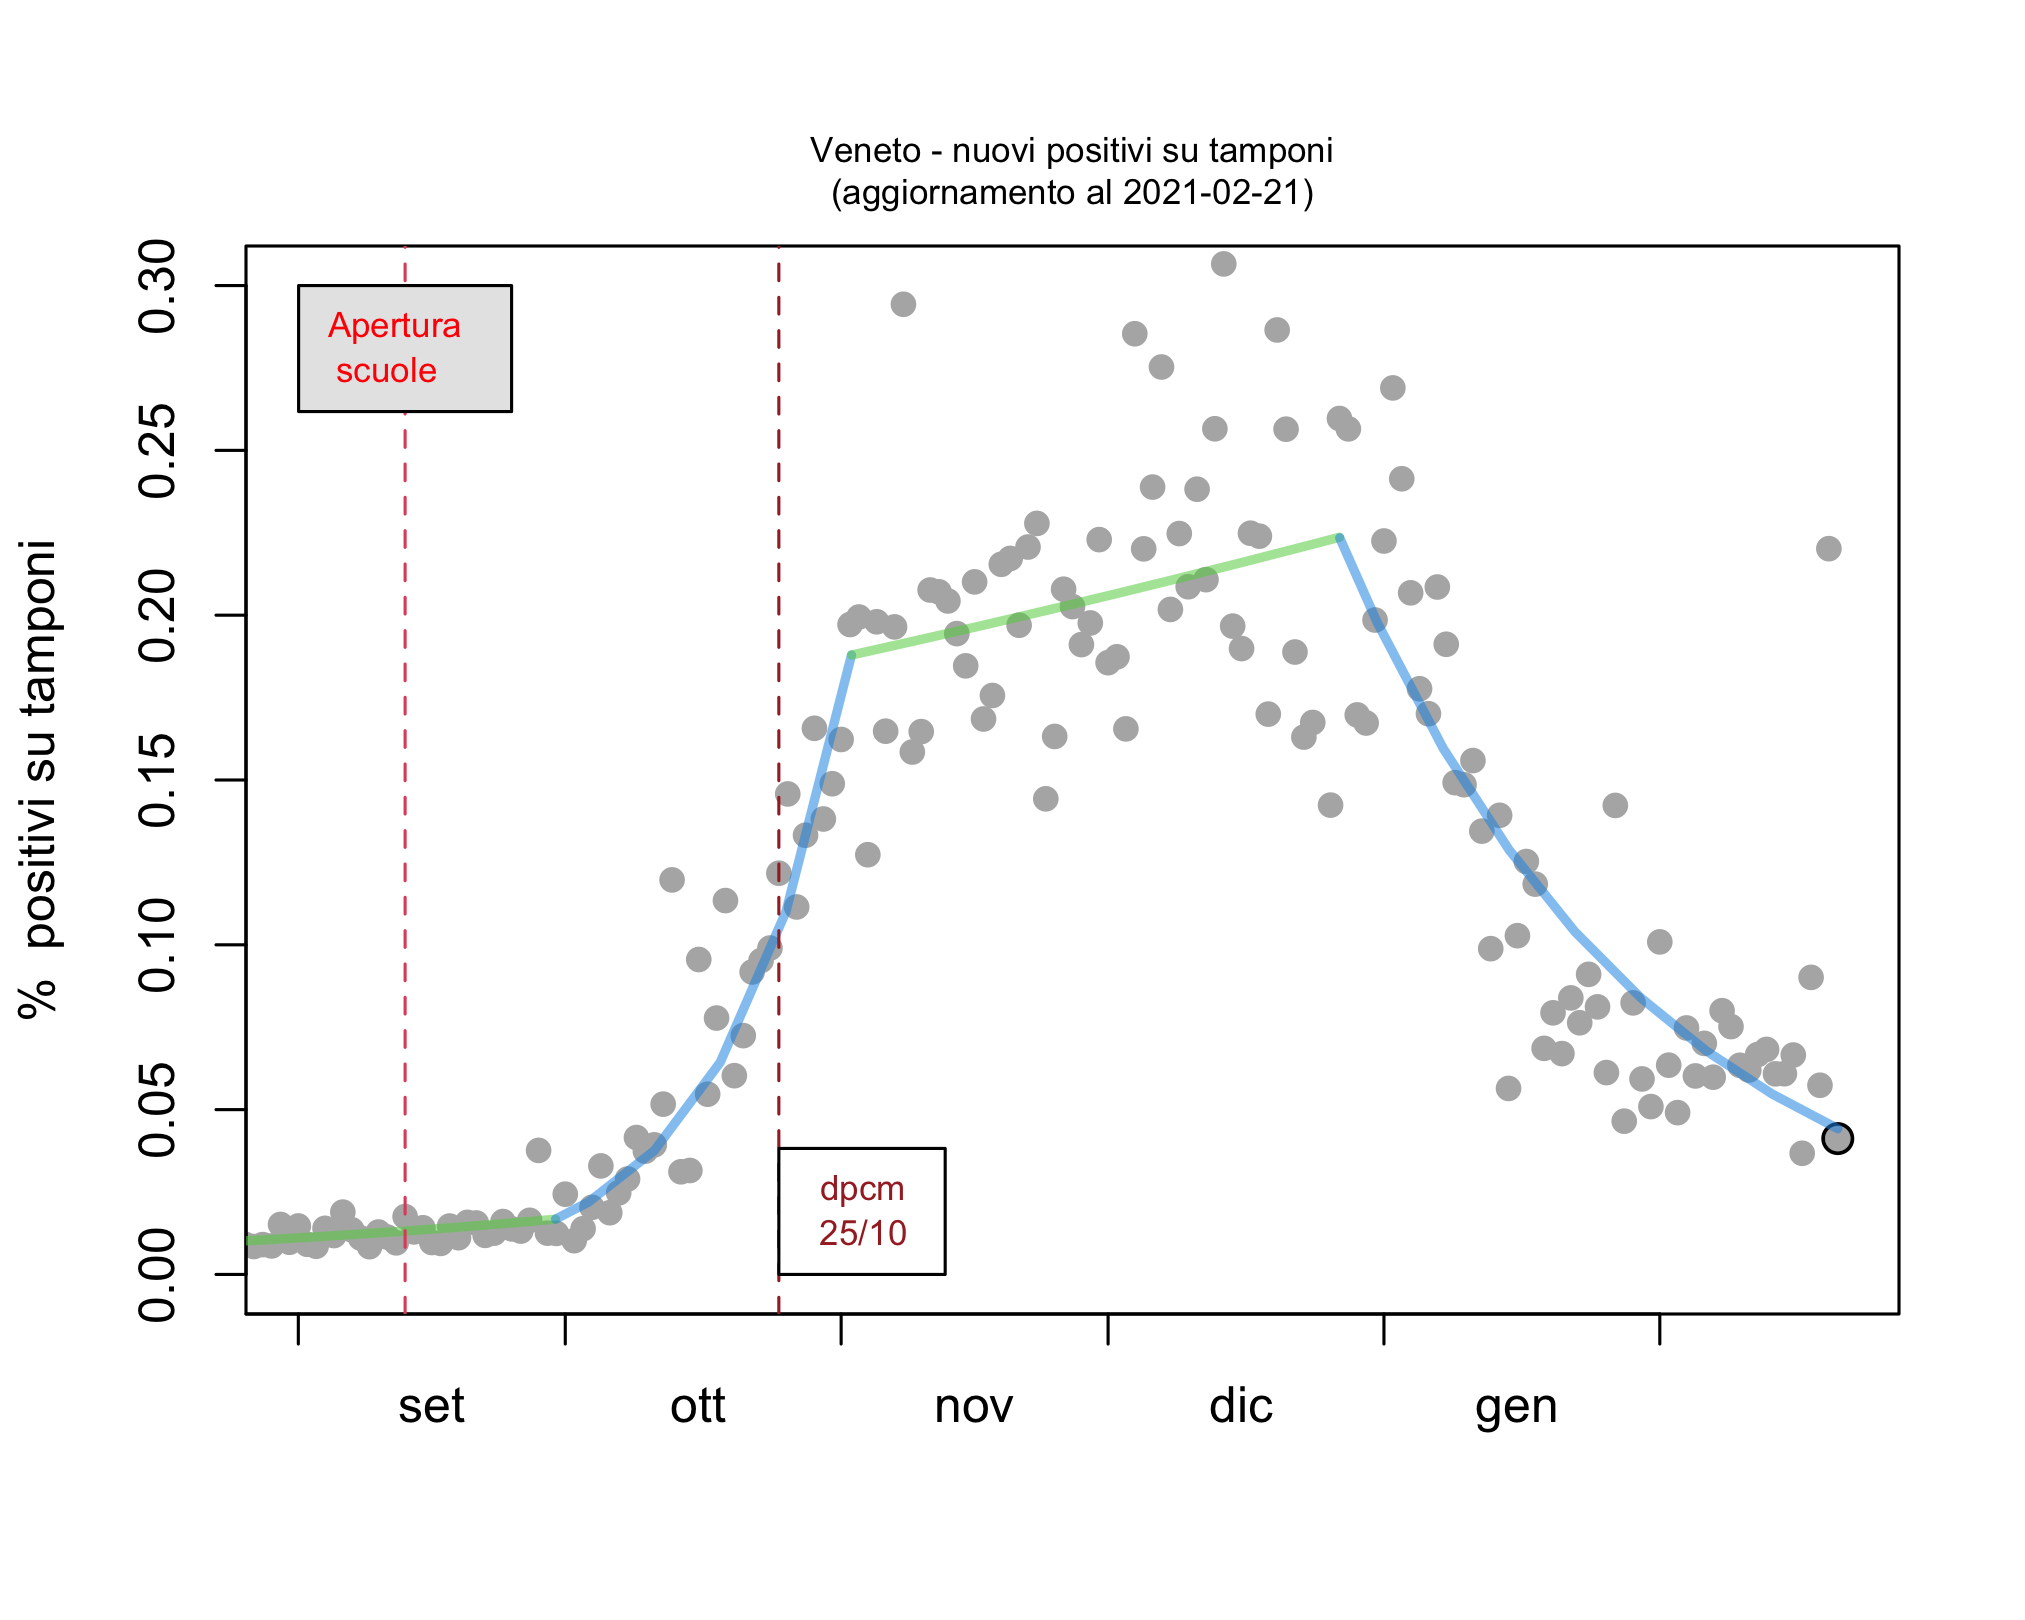 Veneto - nuovi positivi su tamponi
(aggiornamento al 2021-02-21)
% positivi su tamponi
0.30
0.25
0.20
0.15
0.10
0.05
0.00
Apertura
scuole
dpcm
25/10
set ott nov dic gen